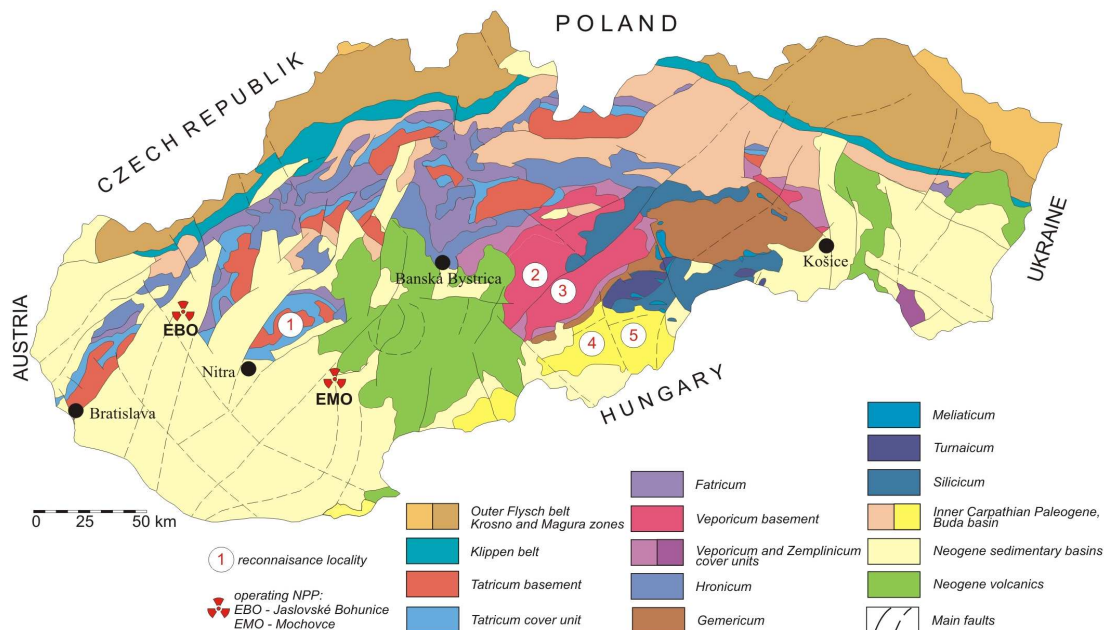 POLAND
CZECH REPUBLIK
AUSTRIA
UKRAINE
HUNGARY
Banská Bystrica
Košice
EBO
Nitra
EMO
Bratislava
1
2
3
4
5
0 25 50 km
1 reconnaisance locality
operating NPP:
EBO - Jaslovské Bohunice
EMO - Mochovce
Outer Flysch belt
Krosno and Magura zones
Klippen belt
Tatricum basement
Tatricum cover unit
Fatricum
Veporicum basement
Veporicum and Zemplinicum
cover units
Hronicum
Gemericum
Meliaticum
Turnaicum
Silicicum
Inner Carpathian Paleogene,
Buda basin
Neogene sedimentary basins
Neogene volcanics
Main faults